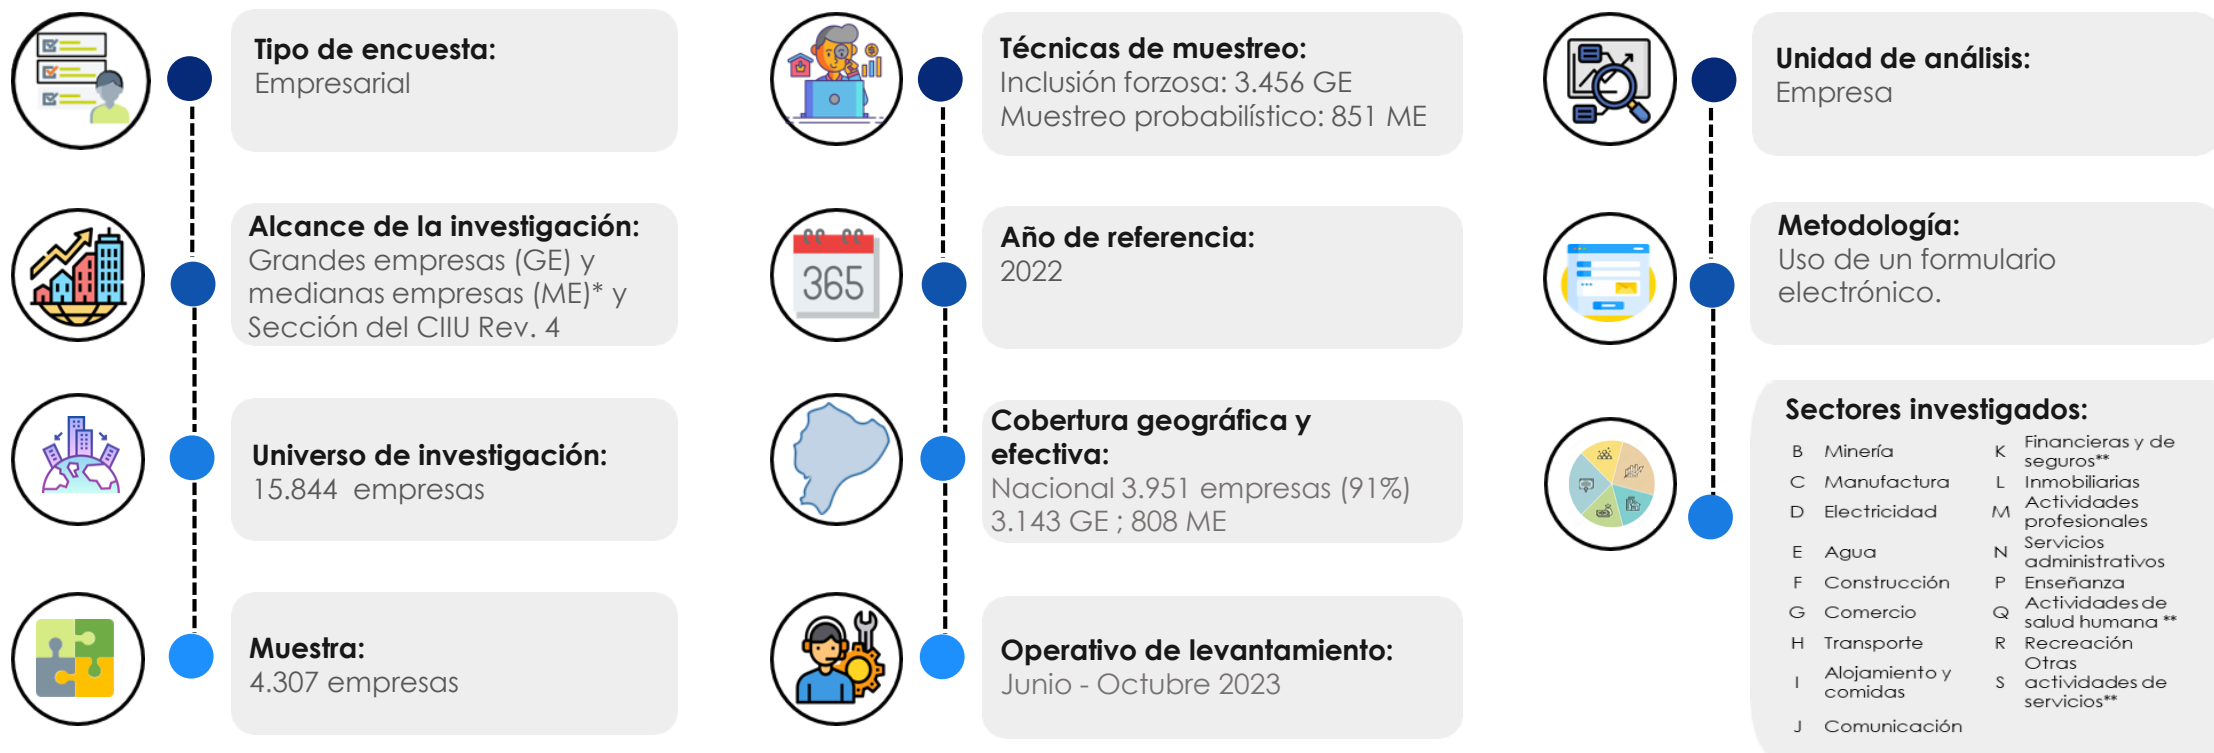 Tipo de encuesta:
Empresarial
Alcance de la investigación:
Grandes empresas (GE) y
medianas empresas (ME)* y
Sección del CIIU Rev. 4
Universo de investigación:
15.844 empresas
Muestra:
4.307 empresas
Técnicas de muestreo:
Inclusión forzosa: 3.456 GE
Muestreo probabilístico: 851 ME
365
Año de referencia:
2022
Cobertura geográfica y
efectiva:
Nacional 3.951 empresas (91%)
3.143 GE ; 808 ME
Operativo de levantamiento:
Junio - Octubre 2023
Unidad de análisis:
Empresa
Metodología:
Uso de un formulario
electrónico.
Sectores investigados:
B Minería
C Manufactura
D Electricidad
E Agua
F Construcción
G Comercio
H Transporte
I Alojamiento y
comidas
J Comunicación
K Financieras y de
seguros**
L Inmobiliarias
M Actividades
profesionales
N Servicios
administrativos
P Enseñanza
Q Actividades de
salud humana **
R Recreación
S Otras
actividades de
servicios**